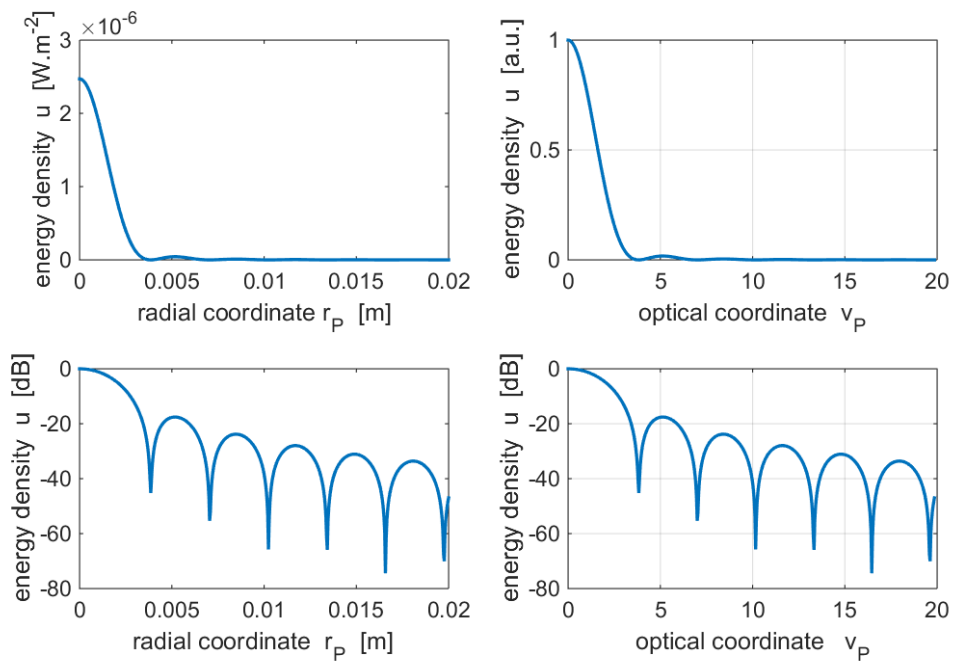 ×10⁻⁶
energy density u [W.m⁻²]
3
2
1
0
0 0.005 0.01 0.015 0.02
radial coordinate r_P [m]
energy density u [a.u.]
1
0.5
0
0 5 10 15 20
optical coordinate v_P
energy density u [dB]
0
-20
-40
-60
-80
0 0.005 0.01 0.015 0.02
radial coordinate r_P [m]
energy density u [dB]
0
-20
-40
-60
-80
0 5 10 15 20
optical coordinate v_P